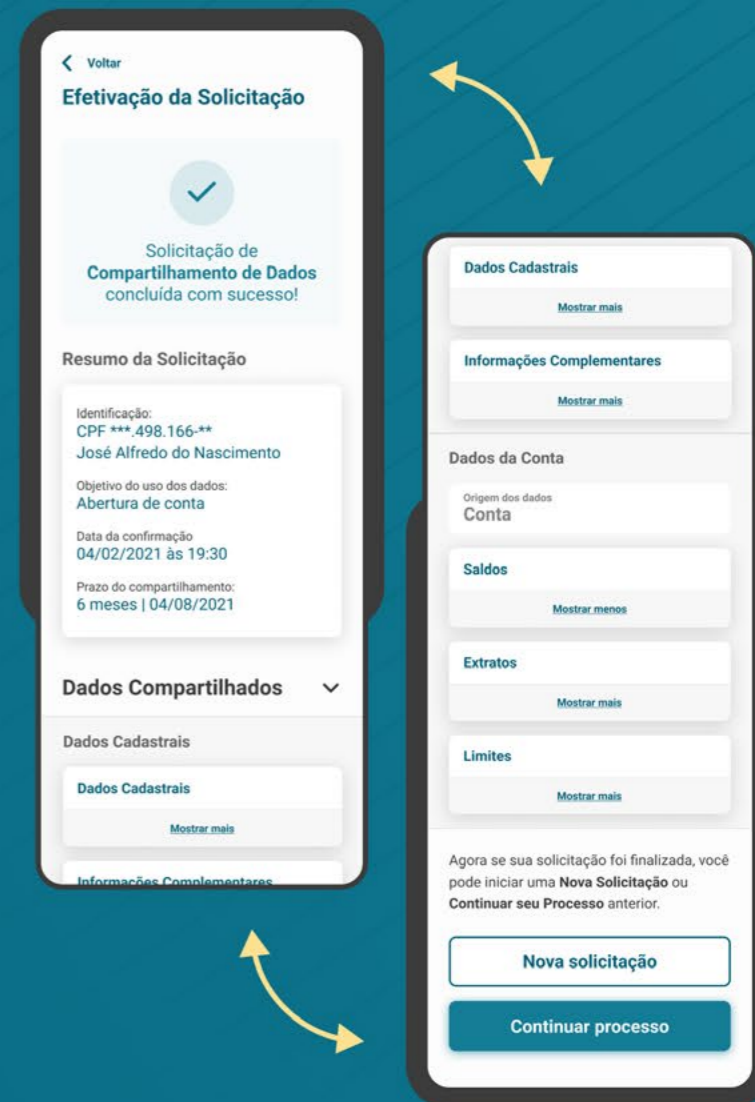 Voltar
Efetivação da Solicitação
Solicitação de
Compartilhamento de Dados
concluída com sucesso!
Resumo da Solicitação
Identificação:
CPF ***.498.166-**
José Alfredo do Nascimento
Objetivo do uso dos dados:
Abertura de conta
Data da confirmação
04/02/2021 às 19:30
Prazo do compartilhamento:
6 meses | 04/08/2021
Dados Compartilhados
Dados Cadastrais
Dados Cadastrais
Mostrar mais
Informações Complementares
Dados Cadastrais
Mostrar mais
Informações Complementares
Mostrar mais
Dados da Conta
Origem dos dados
Conta
Saldos
Mostrar menos
Extratos
Mostrar mais
Limites
Mostrar mais
Agora se sua solicitação foi finalizada, você
pode iniciar uma Nova Solicitação ou
Continuar seu Processo anterior.
Nova solicitação
Continuar processo